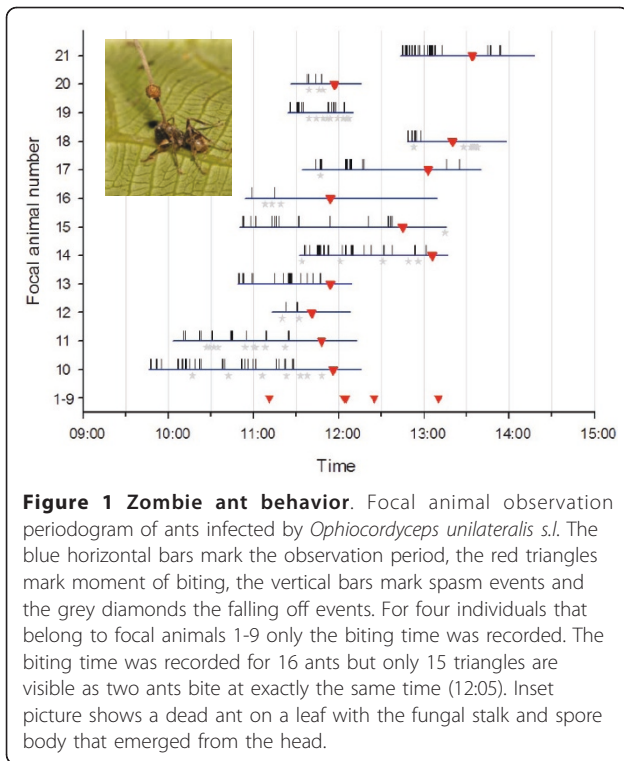 21
20
19
18
17
16
15
14
13
12
11
10
1-9
Focal animal number
09:00 10:00 11:00 12:00 13:00 14:00 15:00
Time
Figure 1 Zombie ant behavior. Focal animal observation
periodogram of ants infected by Ophiocordyceps unilateralis s.l. The
blue horizontal bars mark the observation period, the red triangles
mark moment of biting, the vertical bars mark spasm events and
the grey diamonds the falling off events. For four individuals that
belong to focal animals 1-9 only the biting time was recorded. The
biting time was recorded for 16 ants but only 15 triangles are
visible as two ants bite at exactly the same time (12:05). Inset
picture shows a dead ant on a leaf with the fungal stalk and spore
body that emerged from the head.